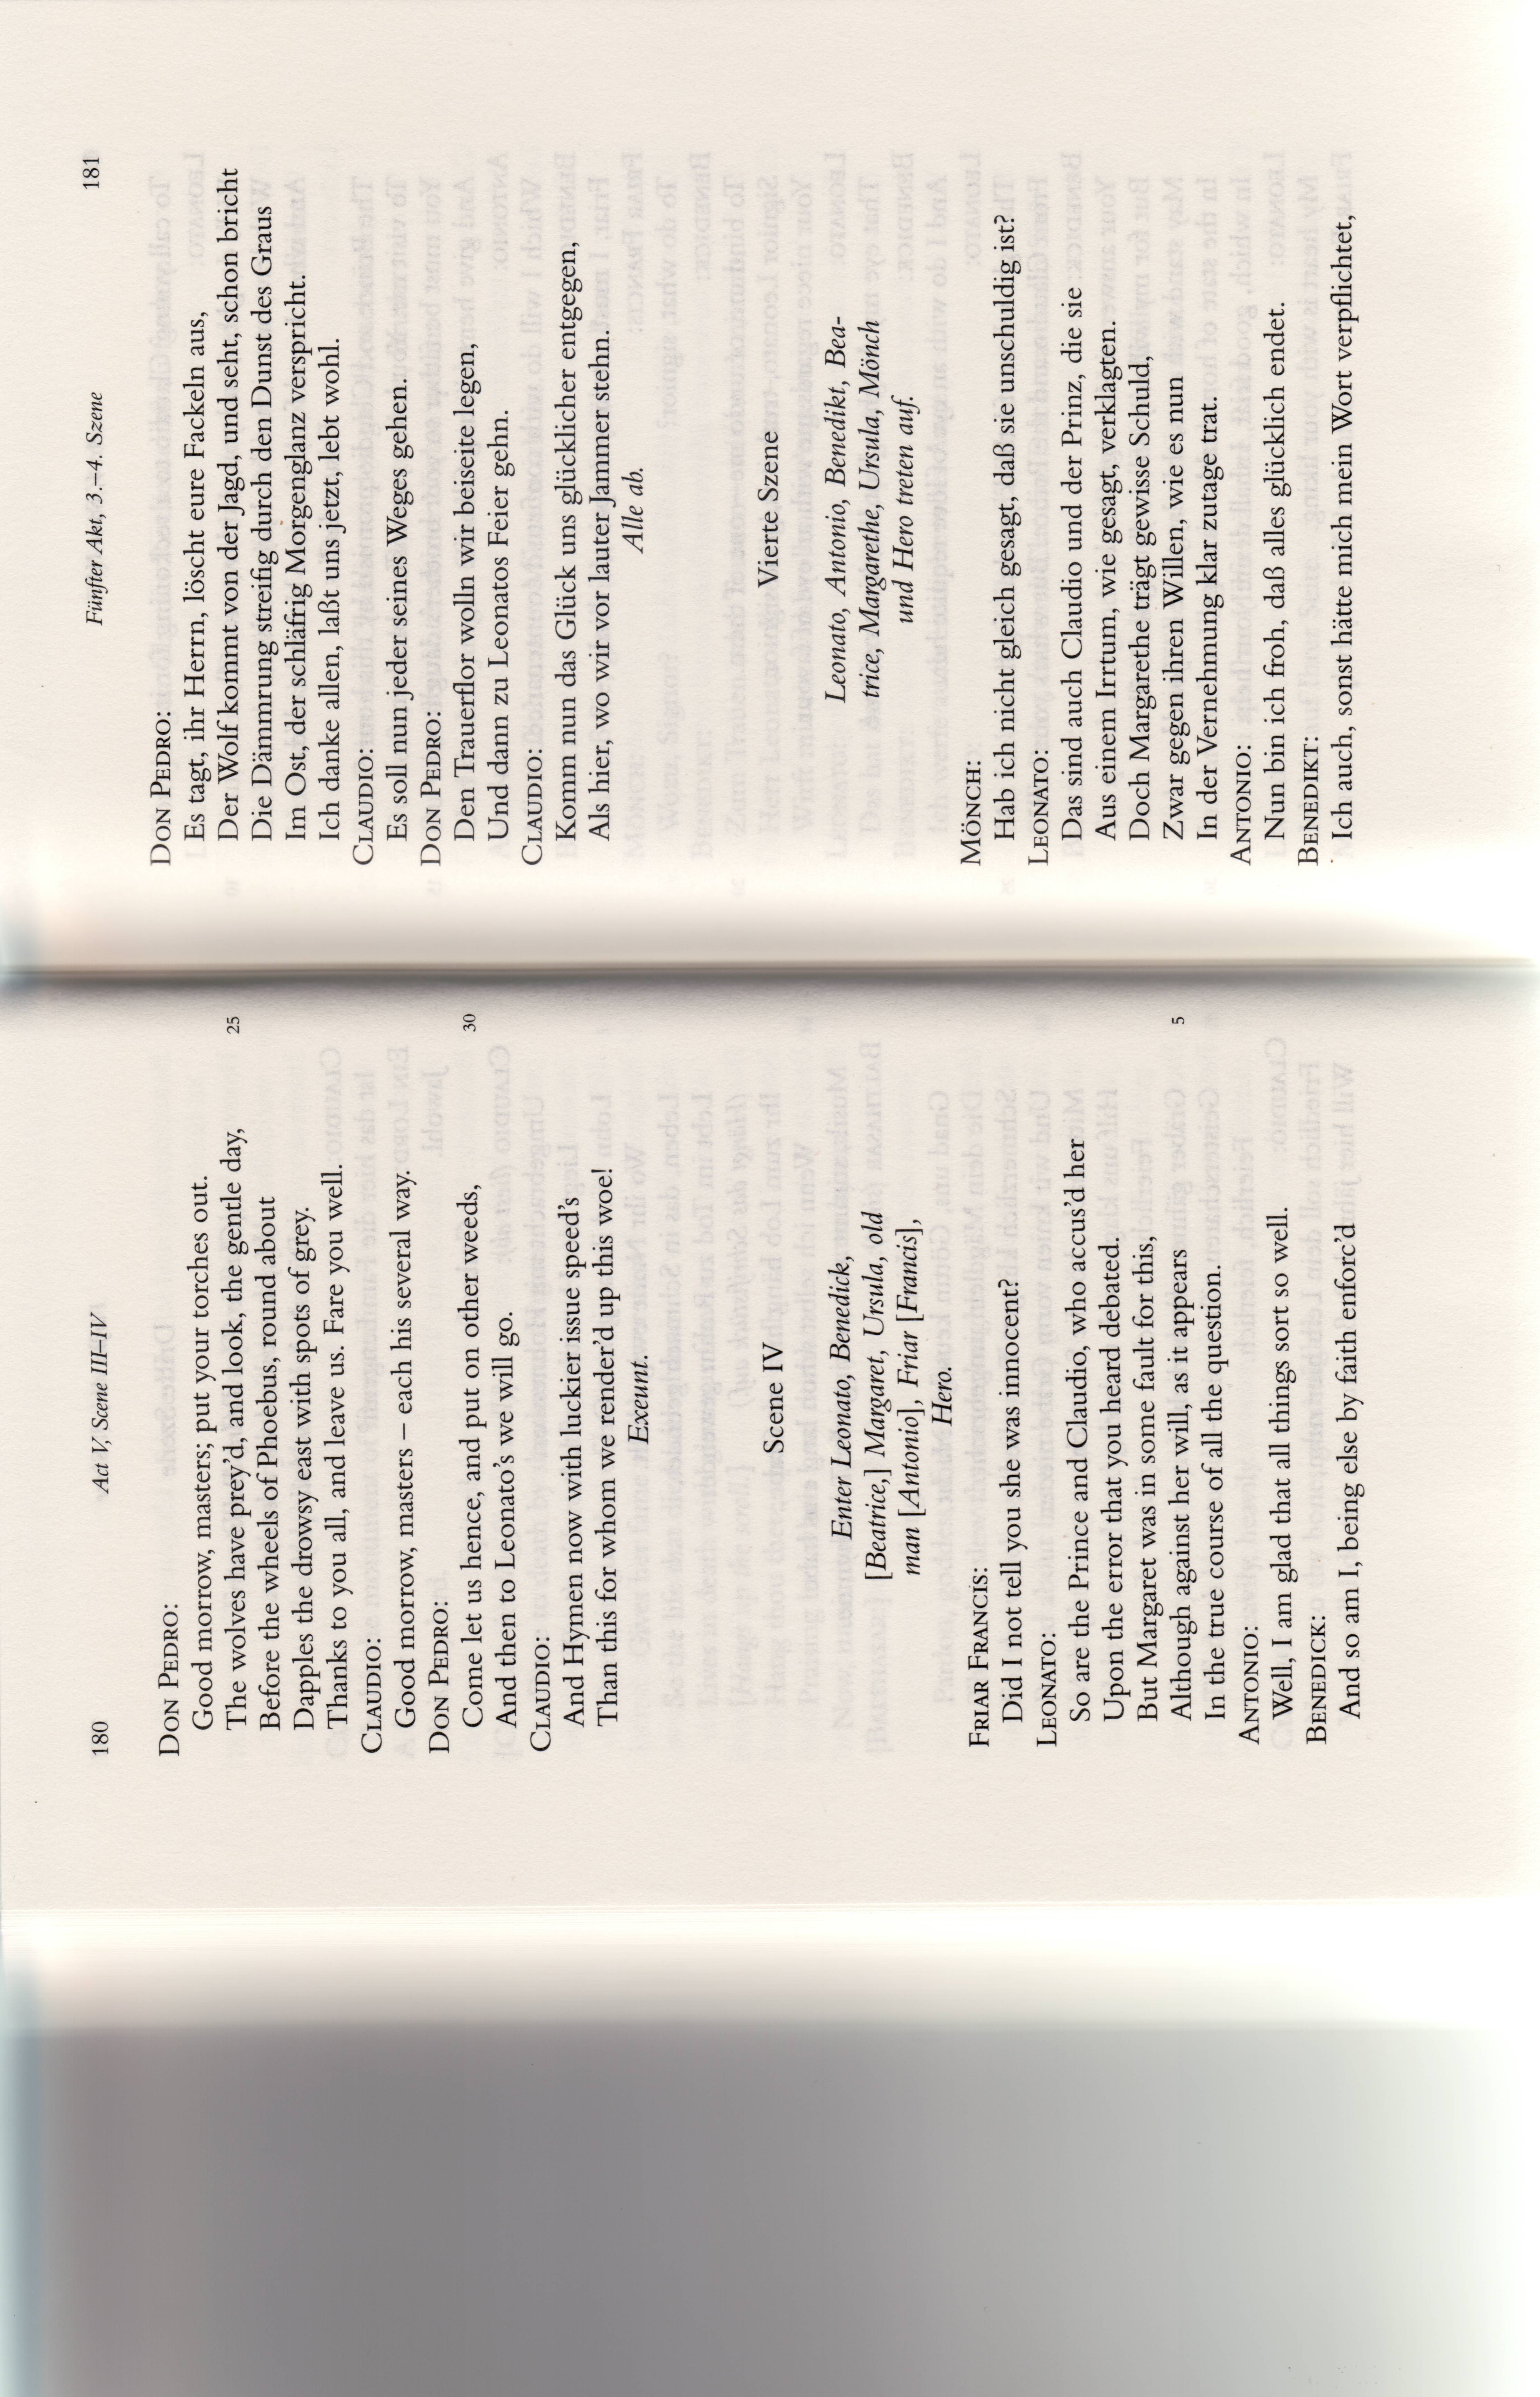 180
Act V, Scene III–IV
DON PEDRO:
Good morrow, masters; put your torches out.
The wolves have prey'd, and look, the gentle day,
25
Before the wheels of Phoebus, round about
Dapples the drowsy east with spots of grey.
Thanks to you all, and leave us. Fare you well.
CLAUDIO:
Good morrow, masters – each his several way.
DON PEDRO:
Come let us hence, and put on other weeds,
30
And then to Leonato's we will go.
CLAUDIO:
And Hymen now with luckier issue speed's
Than this for whom we render'd up this woe!
Exeunt.
Scene IV
Enter Leonato, Benedick,
[Beatrice,] Margaret, Ursula, old
man [Antonio], Friar [Francis],
Hero.
FRIAR FRANCIS:
Did I not tell you she was innocent?
LEONATO:
So are the Prince and Claudio, who accus'd her
Upon the error that you heard debated.
But Margaret was in some fault for this,
Although against her will, as it appears
5
In the true course of all the question.
ANTONIO:
Well, I am glad that all things sort so well.
BENEDICK:
And so am I, being else by faith enforc'd
Fünfter Akt, 3.–4. Szene
181
DON PEDRO:
Es tagt, ihr Herrn, löscht eure Fackeln aus,
Der Wolf kommt von der Jagd, und seht, schon bricht
Die Dämmrung streifig durch den Dunst des Graus
Im Ost, der schläfrig Morgenglanz verspricht.
Ich danke allen, laßt uns jetzt, lebt wohl.
CLAUDIO:
Es soll nun jeder seines Weges gehen.
DON PEDRO:
Den Trauerflor wolln wir beiseite legen,
Und dann zu Leonatos Feier gehn.
CLAUDIO:
Komm nun das Glück uns glücklicher entgegen,
Als hier, wo wir vor lauter Jammer stehn.
Alle ab.
Vierte Szene
Leonato, Antonio, Benedikt, Bea-
trice, Margarethe, Ursula, Mönch
und Hero treten auf.
MÖNCH:
Hab ich nicht gleich gesagt, daß sie unschuldig ist?
LEONATO:
Das sind auch Claudio und der Prinz, die sie
Aus einem Irrtum, wie gesagt, verklagten.
Doch Margarethe trägt gewisse Schuld,
Zwar gegen ihren Willen, wie es nun
In der Vernehmung klar zutage trat.
ANTONIO:
Nun bin ich froh, daß alles glücklich endet.
BENEDIKT:
Ich auch, sonst hätte mich mein Wort verpflichtet,